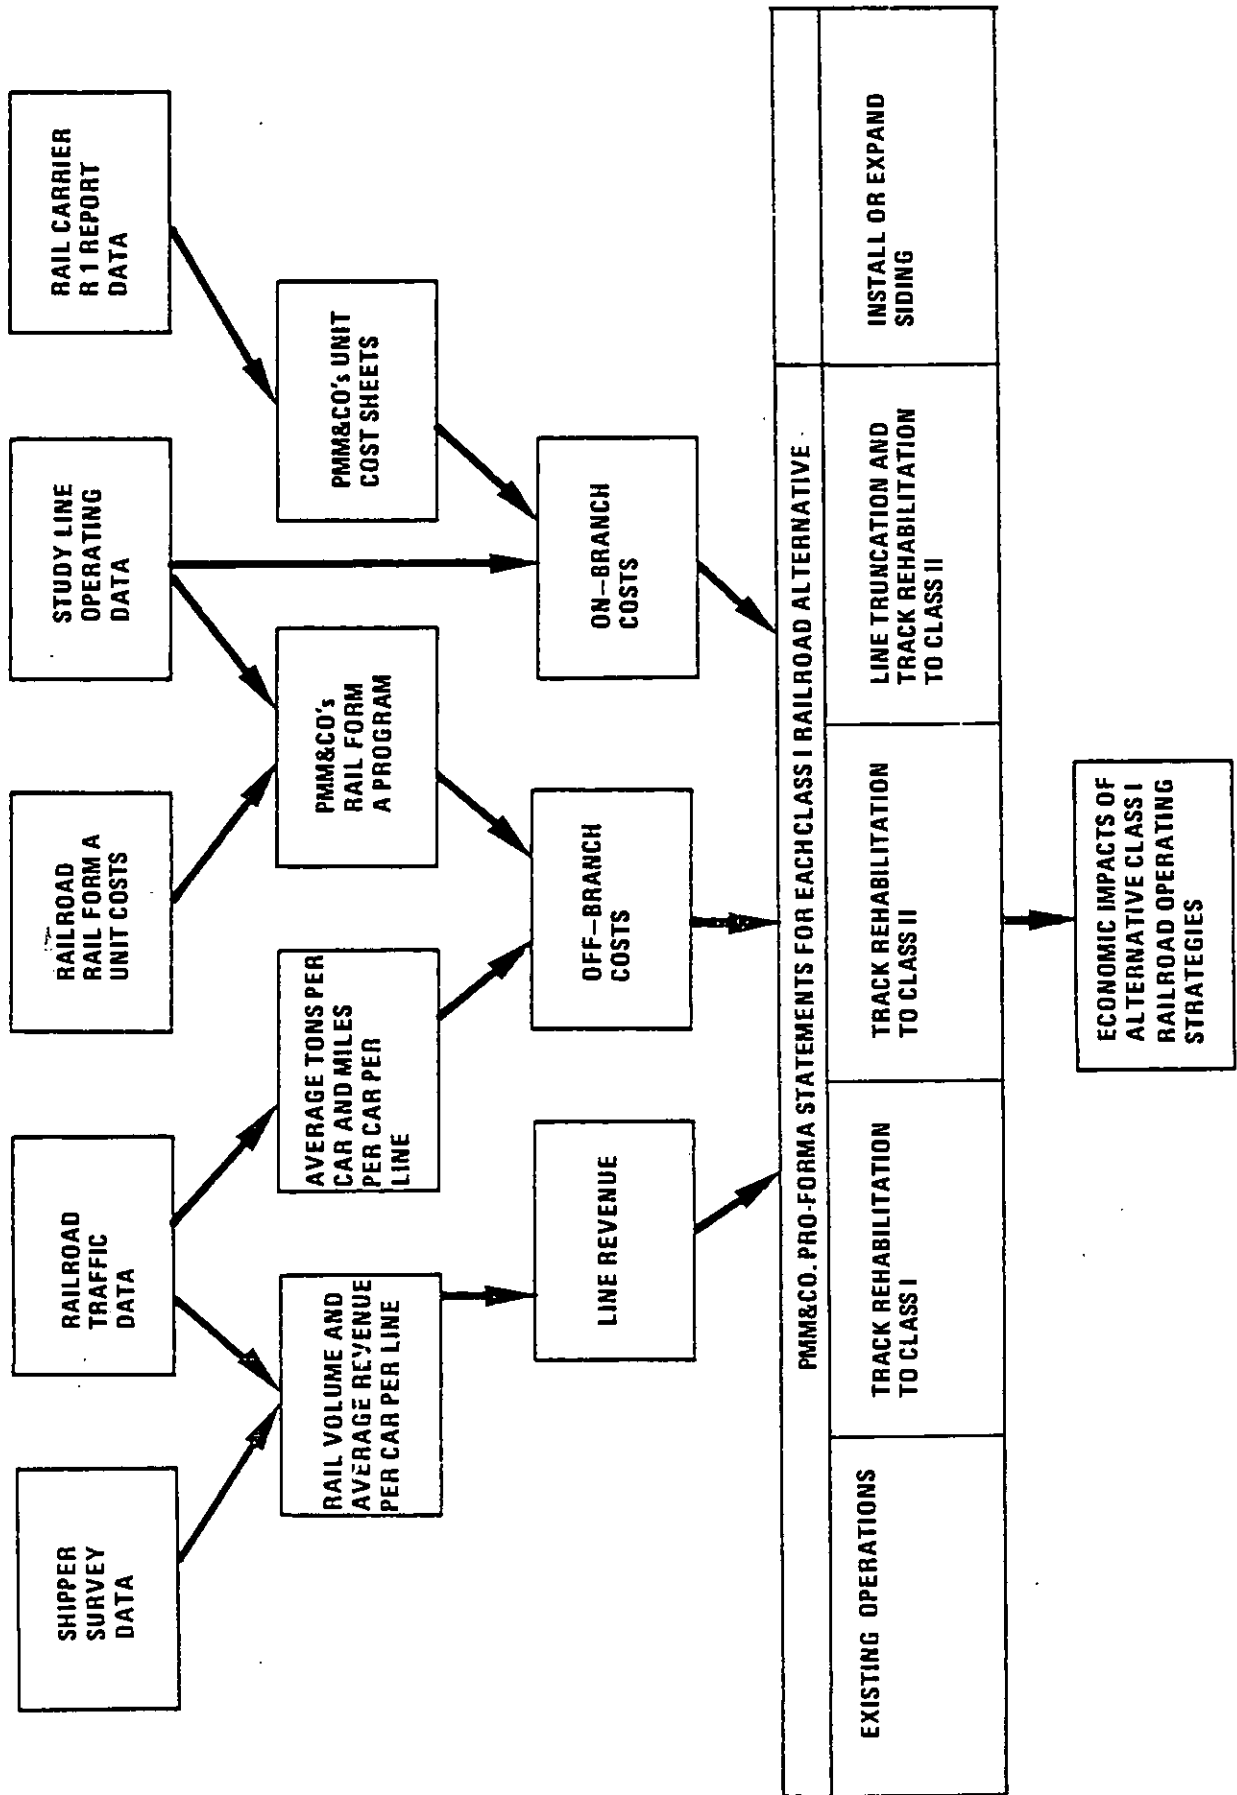 SHIPPER
SURVEY
DATA
RAILROAD
TRAFFIC
DATA
RAILROAD
RAIL FORM A
UNIT COSTS
STUDY LINE
OPERATING
DATA
RAIL CARRIER
R 1 REPORT
DATA
RAIL VOLUME AND
AVERAGE REVENUE
PER CAR PER LINE
AVERAGE TONS PER
CAR AND MILES
PER CAR PER
LINE
PMM&CO's
RAIL FORM
A PROGRAM
PMM&CO's UNIT
COST SHEETS
LINE REVENUE
OFF-BRANCH
COSTS
ON-BRANCH
COSTS
PMM&CO. PRO-FORMA STATEMENTS FOR EACHCLASS I RAILROAD ALTERNATIVE
EXISTING OPERATIONS
TRACK REHABILITATION
TO CLASS I
TRACK REHABILITATION
TO CLASS II
LINE TRUNCATION AND
TRACK REHABILITATION
TO CLASS II
INSTALL OR EXPAND
SIDING
ECONOMIC IMPACTS OF
ALTERNATIVE CLASS I
RAILROAD OPERATING
STRATEGIES